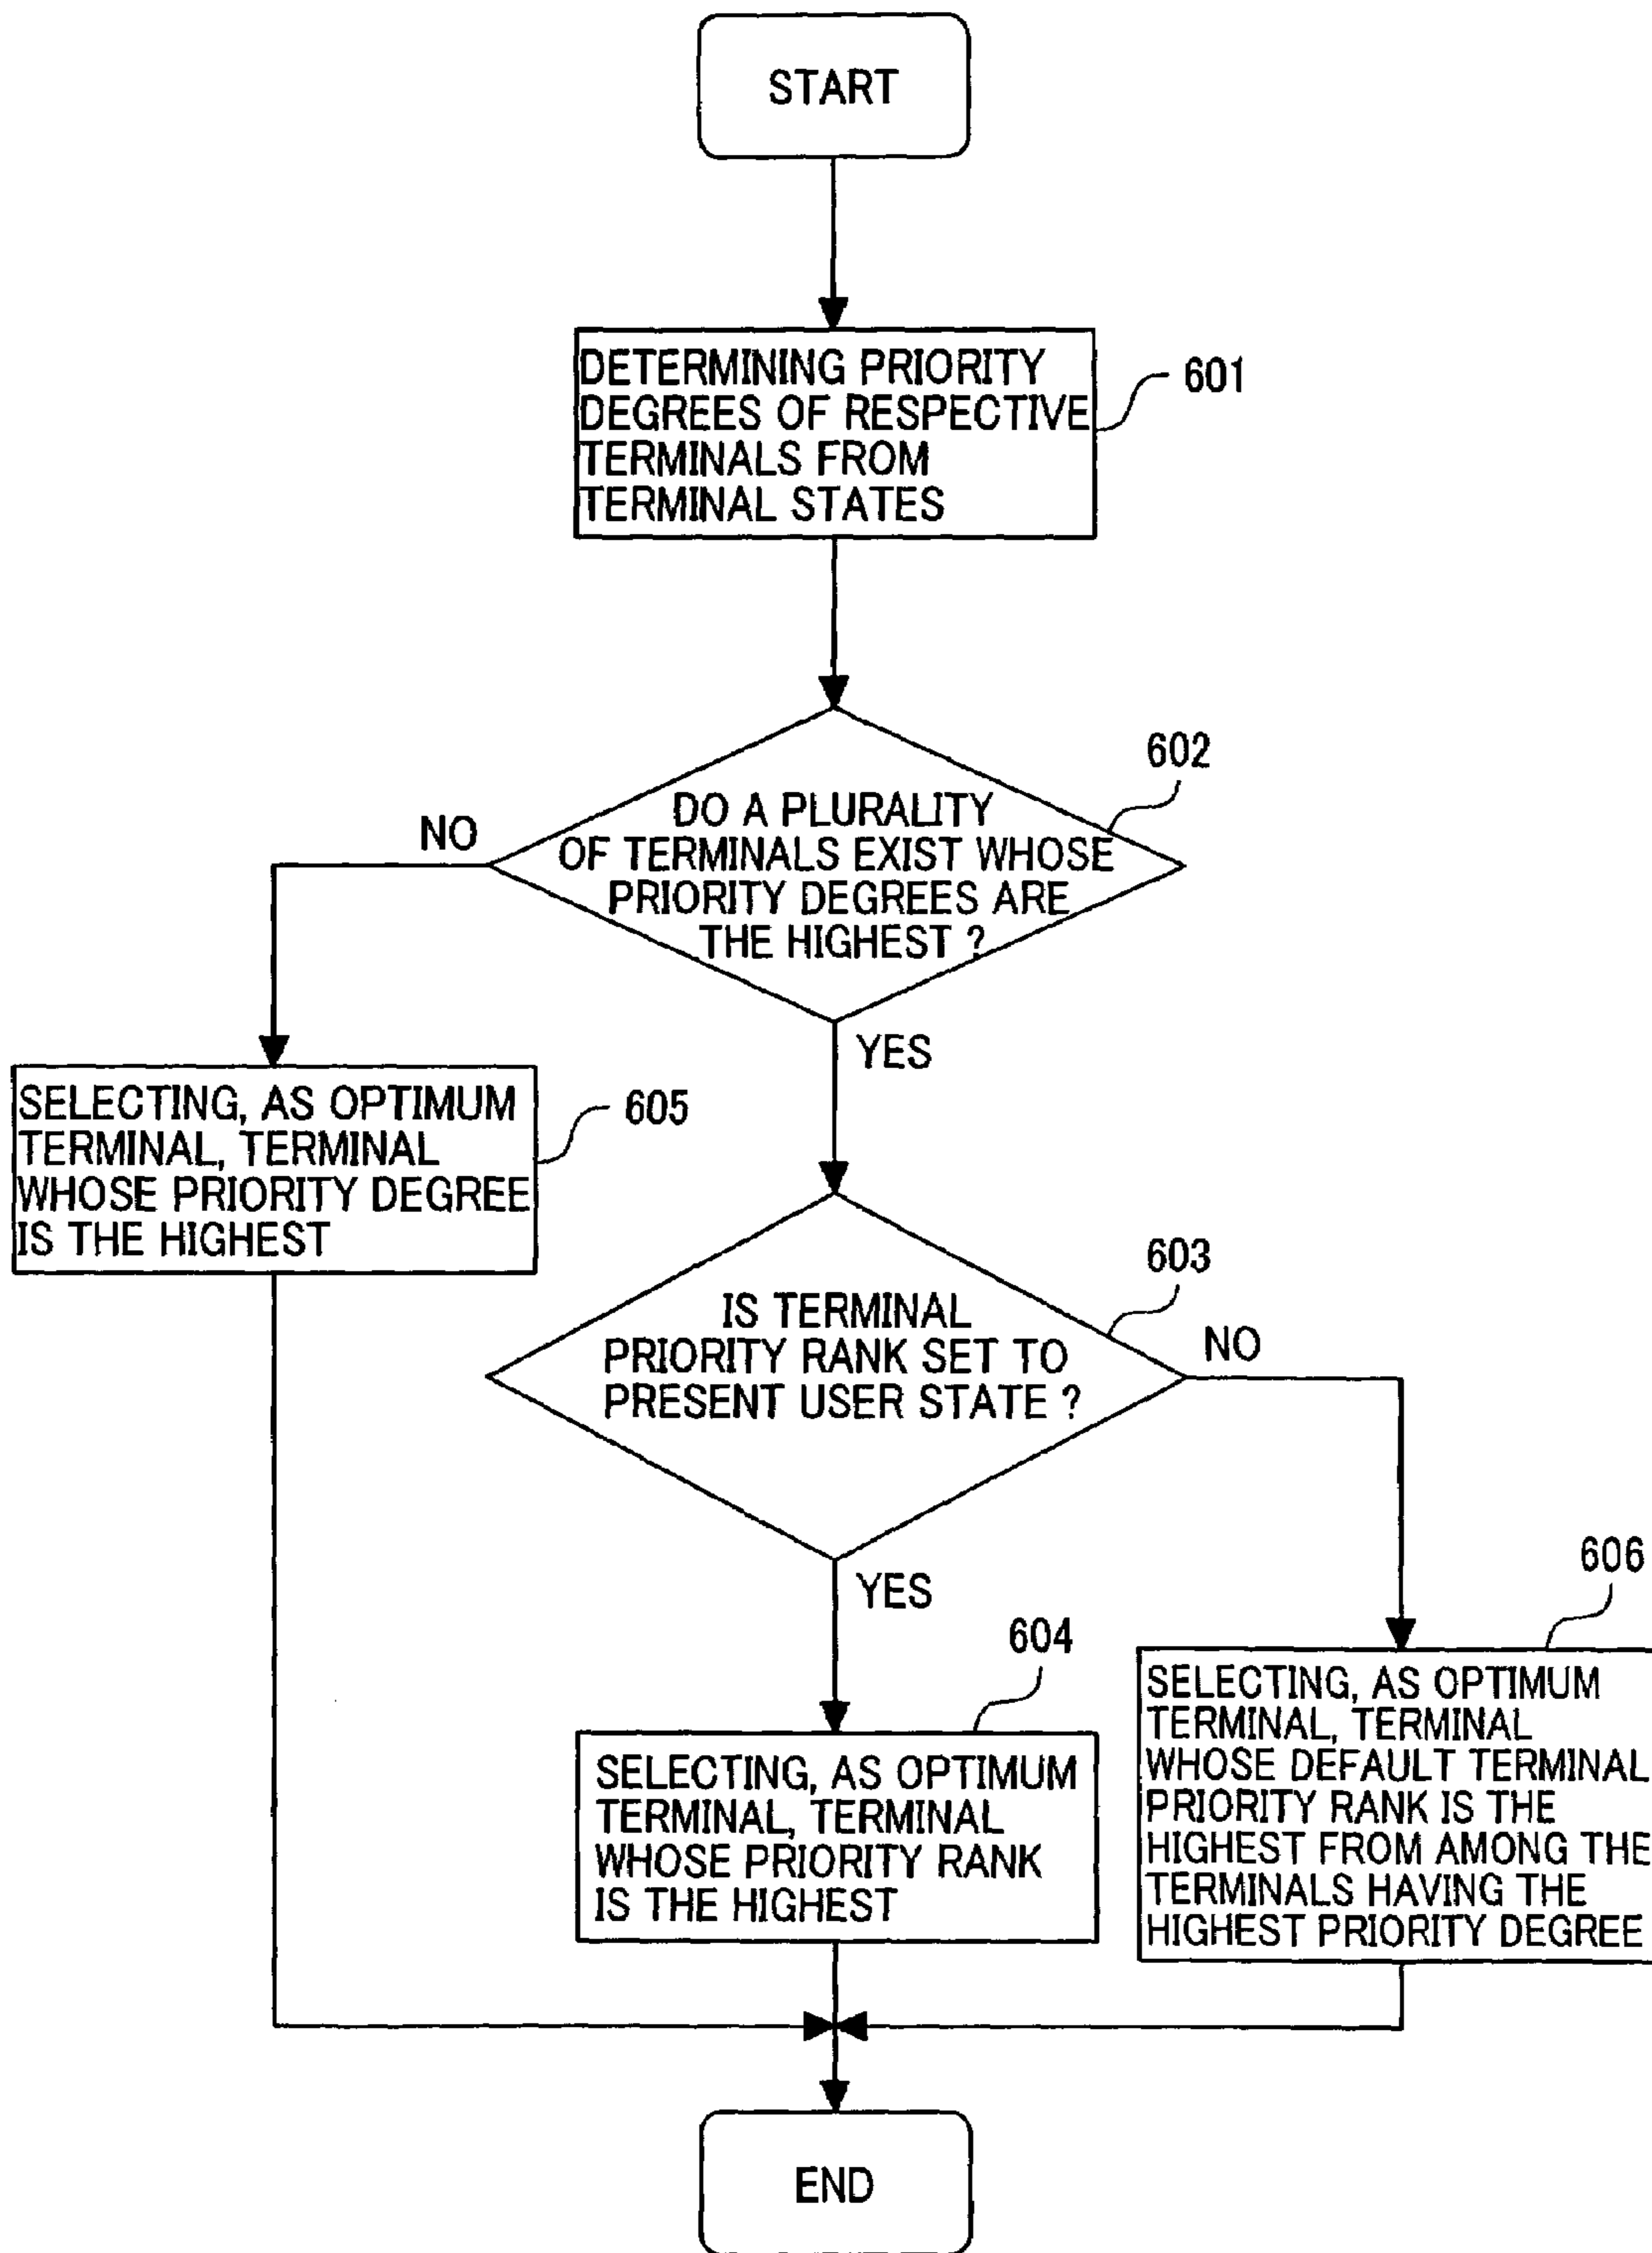 START
DETERMINING PRIORITY
DEGREES OF RESPECTIVE
TERMINALS FROM
TERMINAL STATES
601
602
DO A PLURALITY
OF TERMINALS EXIST WHOSE
PRIORITY DEGREES ARE
THE HIGHEST ?
NO
YES
SELECTING, AS OPTIMUM
TERMINAL, TERMINAL
WHOSE PRIORITY DEGREE
IS THE HIGHEST
605
603
IS TERMINAL
PRIORITY RANK SET TO
PRESENT USER STATE ?
NO
YES
604
SELECTING, AS OPTIMUM
TERMINAL, TERMINAL
WHOSE PRIORITY RANK
IS THE HIGHEST
606
SELECTING, AS OPTIMUM
TERMINAL, TERMINAL
WHOSE DEFAULT TERMINAL
PRIORITY RANK IS THE
HIGHEST FROM AMONG THE
TERMINALS HAVING THE
HIGHEST PRIORITY DEGREE
END